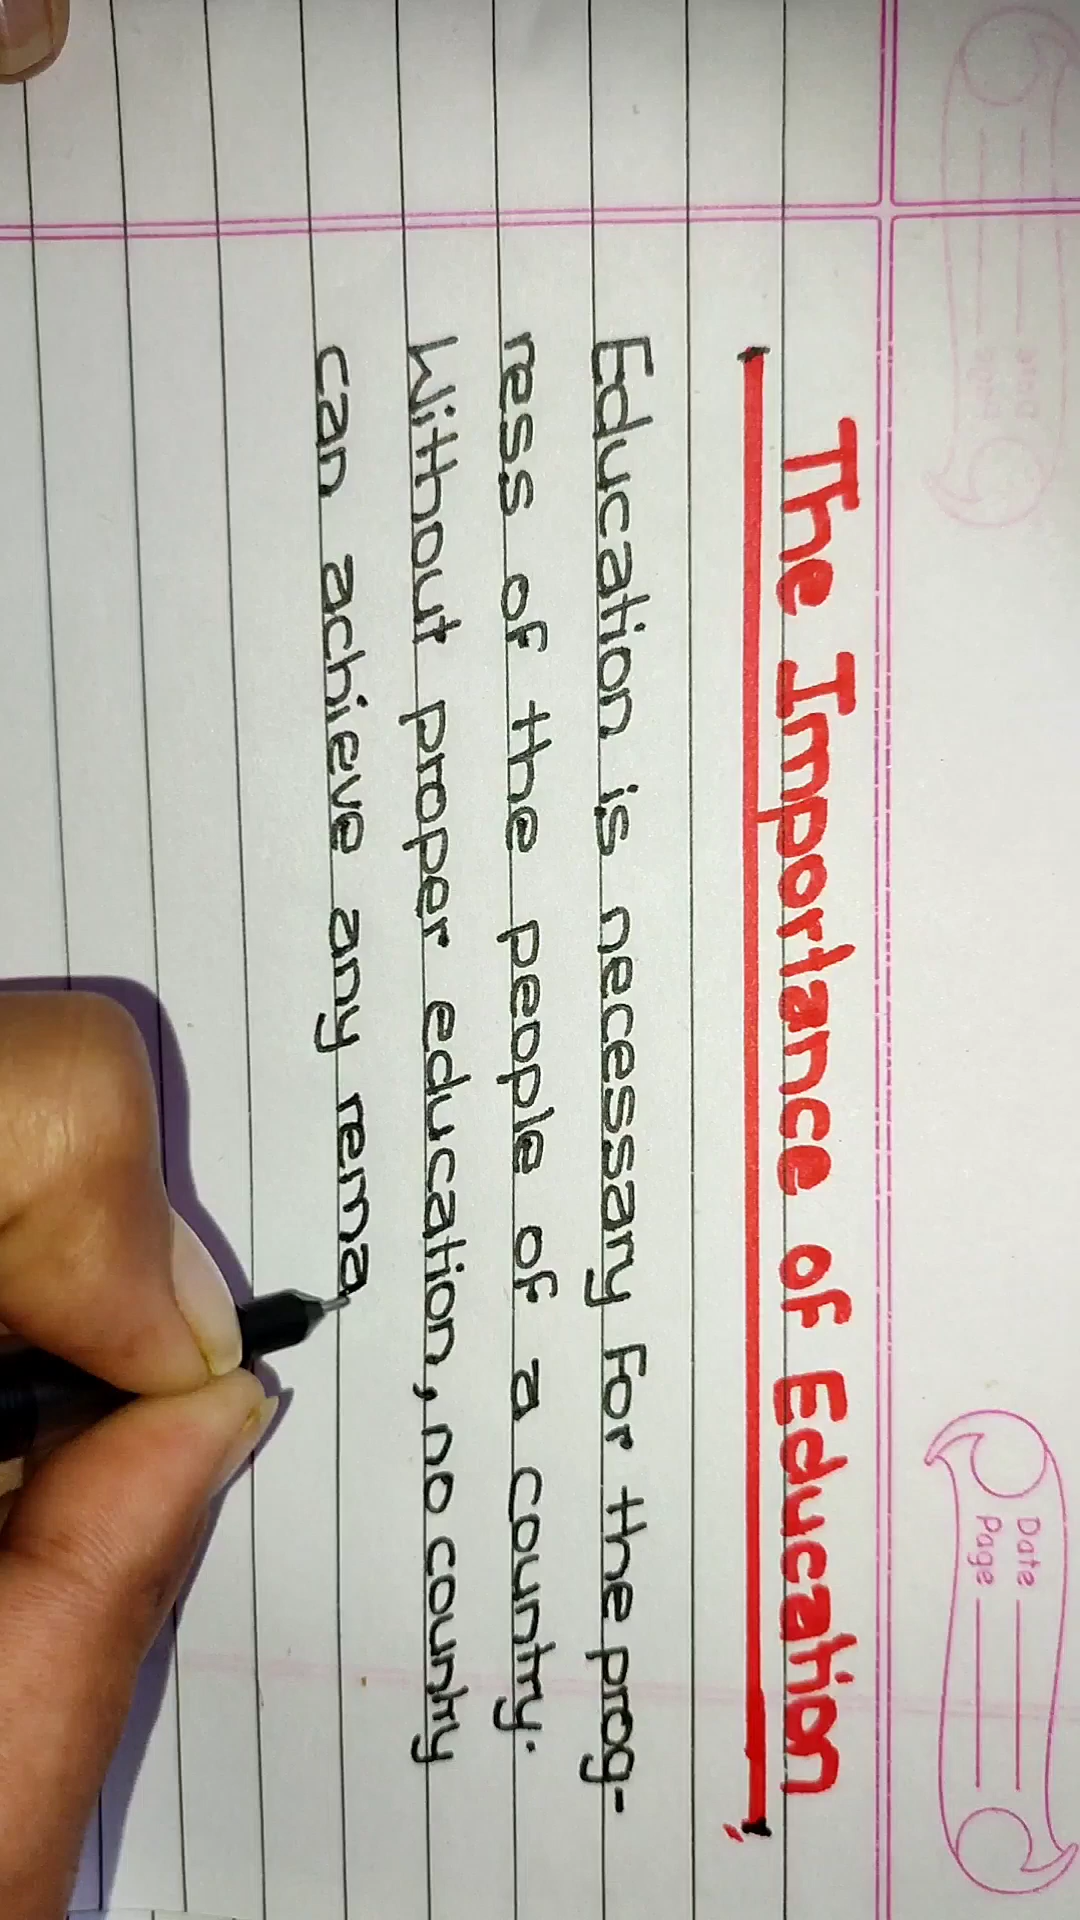 Date
Page
The Importance of Education
Education is necessary for the prog-
ress of the people of a country.
Without proper education, no country
can achieve any rema